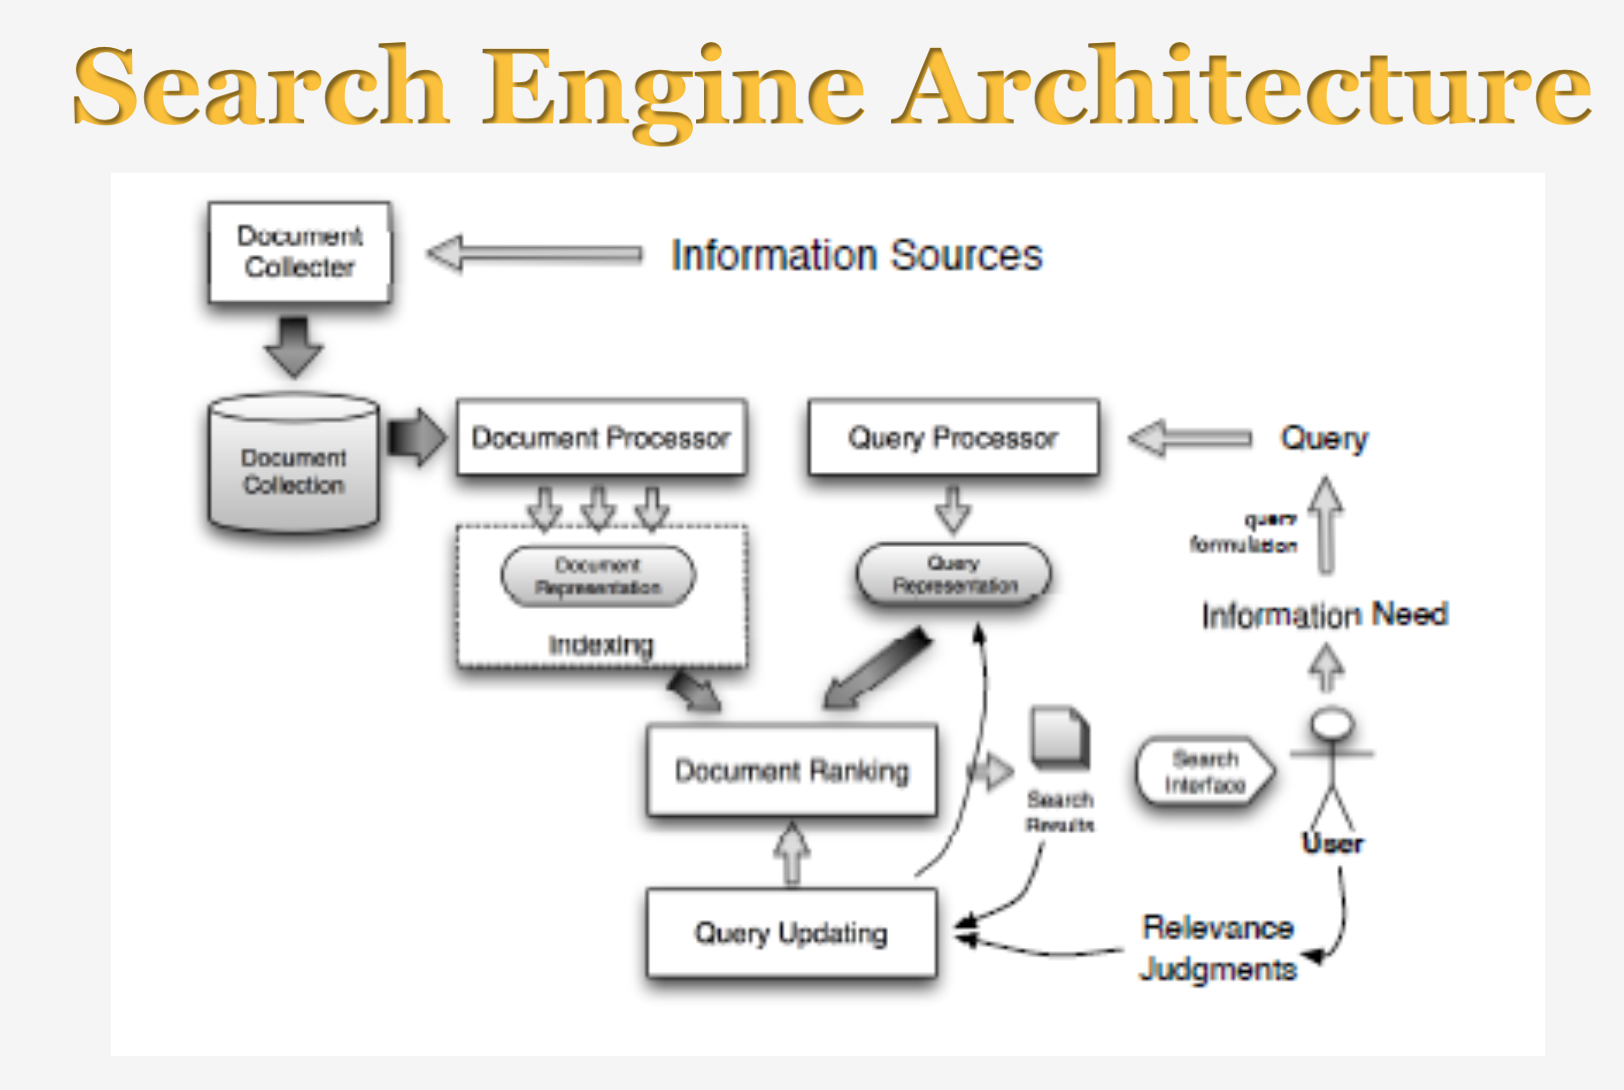 Search Engine Architecture
Document
Collecter
Information Sources
Document
Collection
Document Processor
Query Processor
Query
query
formulation
Document
Representation
Indexing
Query
Representation
Information Need
Document Ranking
Search
Results
Search
Interface
User
Query Updating
Relevance
Judgments